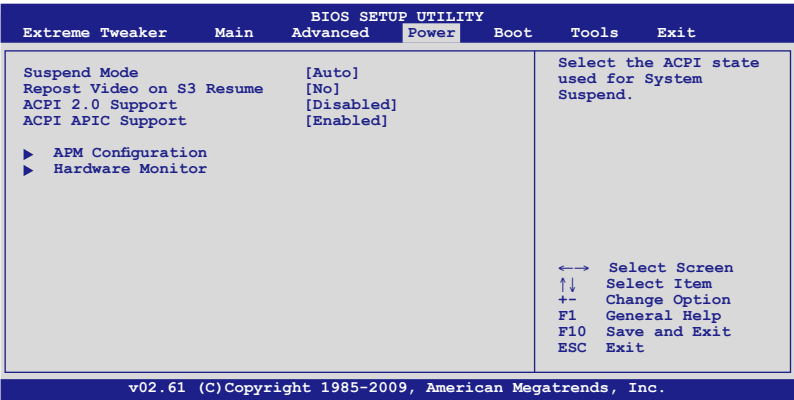 BIOS SETUP UTILITY
Extreme Tweaker Main Advanced Power Boot Tools Exit
Suspend Mode [Auto]
Repost Video on S3 Resume [No]
ACPI 2.0 Support [Disabled]
ACPI APIC Support [Enabled]
▶ APM Configuration
▶ Hardware Monitor
Select the ACPI state
used for System
Suspend.
←→ Select Screen
↑↓ Select Item
+- Change Option
F1 General Help
F10 Save and Exit
ESC Exit
v02.61 (C)Copyright 1985-2009, American Megatrends, Inc.